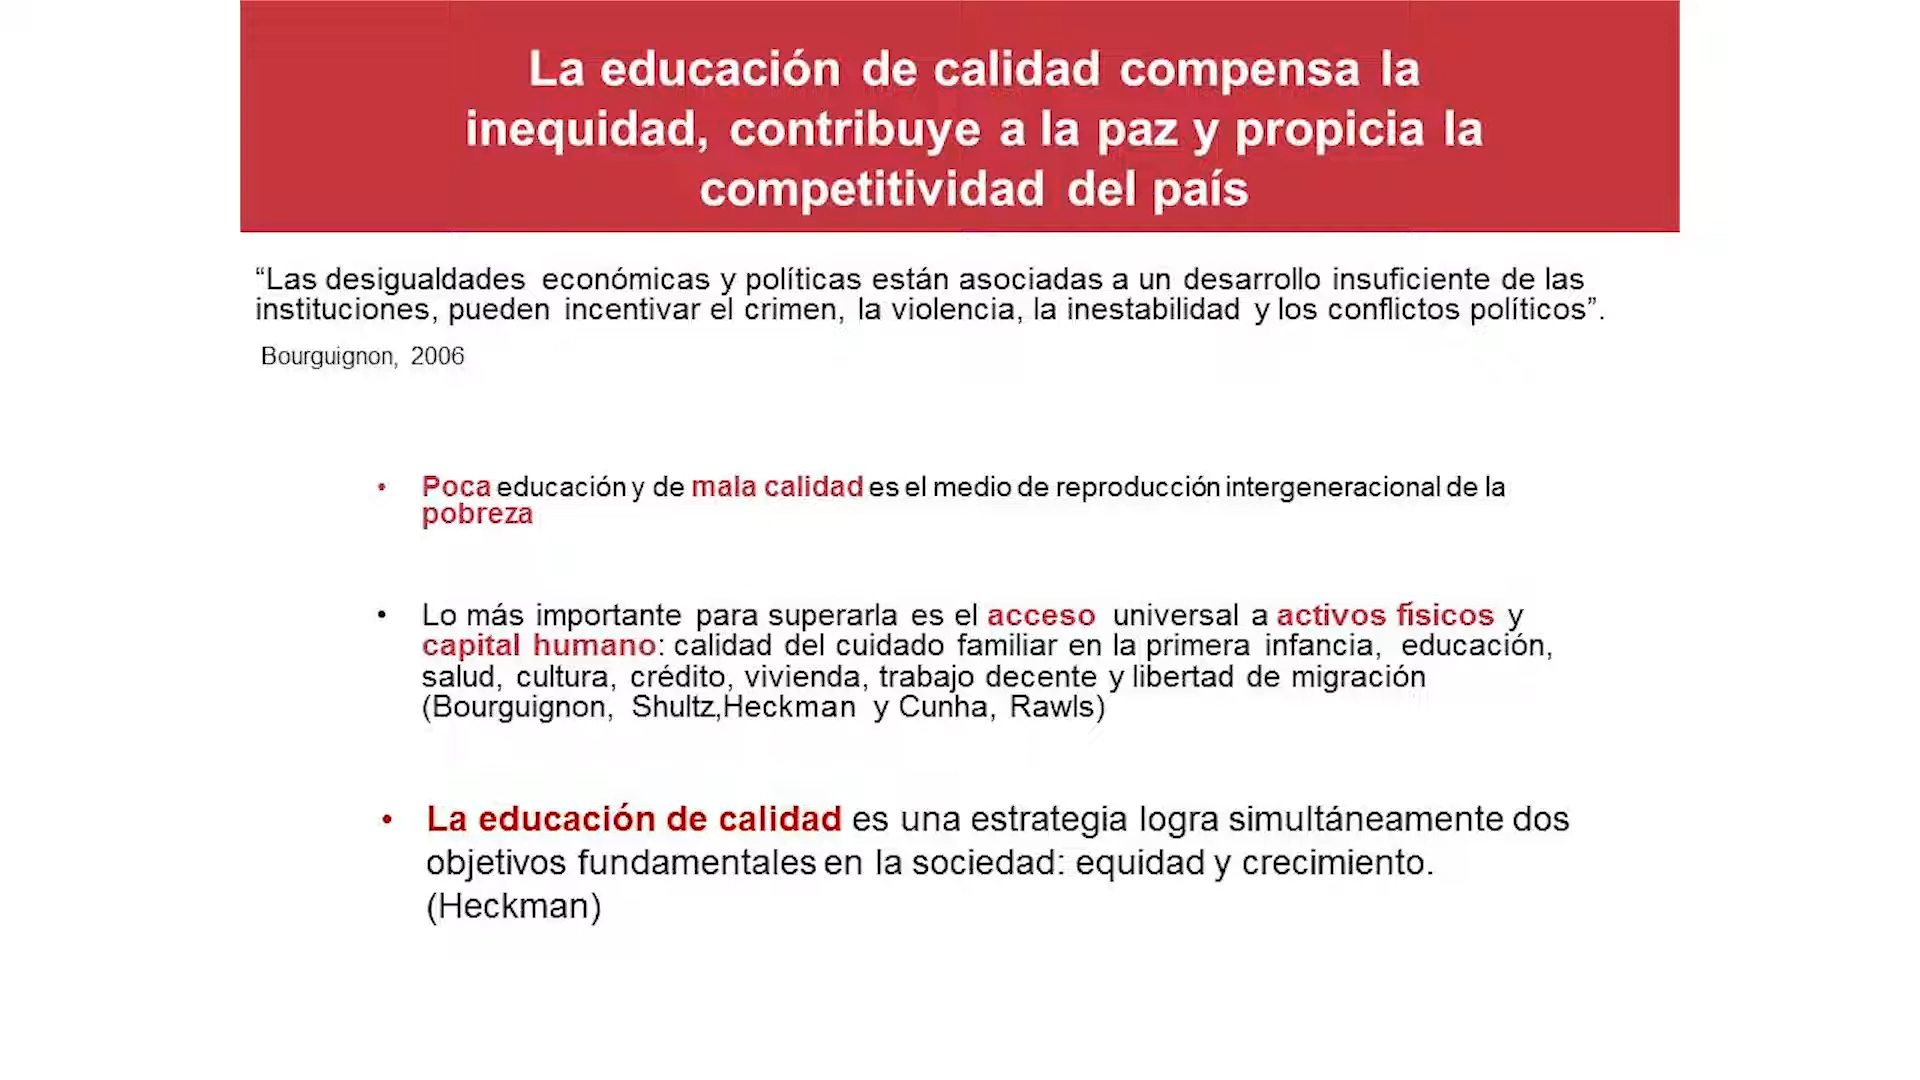 La educación de calidad compensa la
inequidad, contribuye a la paz y propicia la
competitividad del país
“Las desigualdades económicas y políticas están asociadas a un desarrollo insuficiente de las
instituciones, pueden incentivar el crimen, la violencia, la inestabilidad y los conflictos políticos”.
Bourguignon, 2006
• Poca educación y de mala calidad es el medio de reproducción intergeneracional de la
pobreza
• Lo más importante para superarla es el acceso universal a activos físicos y
capital humano: calidad del cuidado familiar en la primera infancia, educación,
salud, cultura, crédito, vivienda, trabajo decente y libertad de migración
(Bourguignon, Shultz,Heckman y Cunha, Rawls)
• La educación de calidad es una estrategia logra simultáneamente dos
objetivos fundamentales en la sociedad: equidad y crecimiento.
(Heckman)